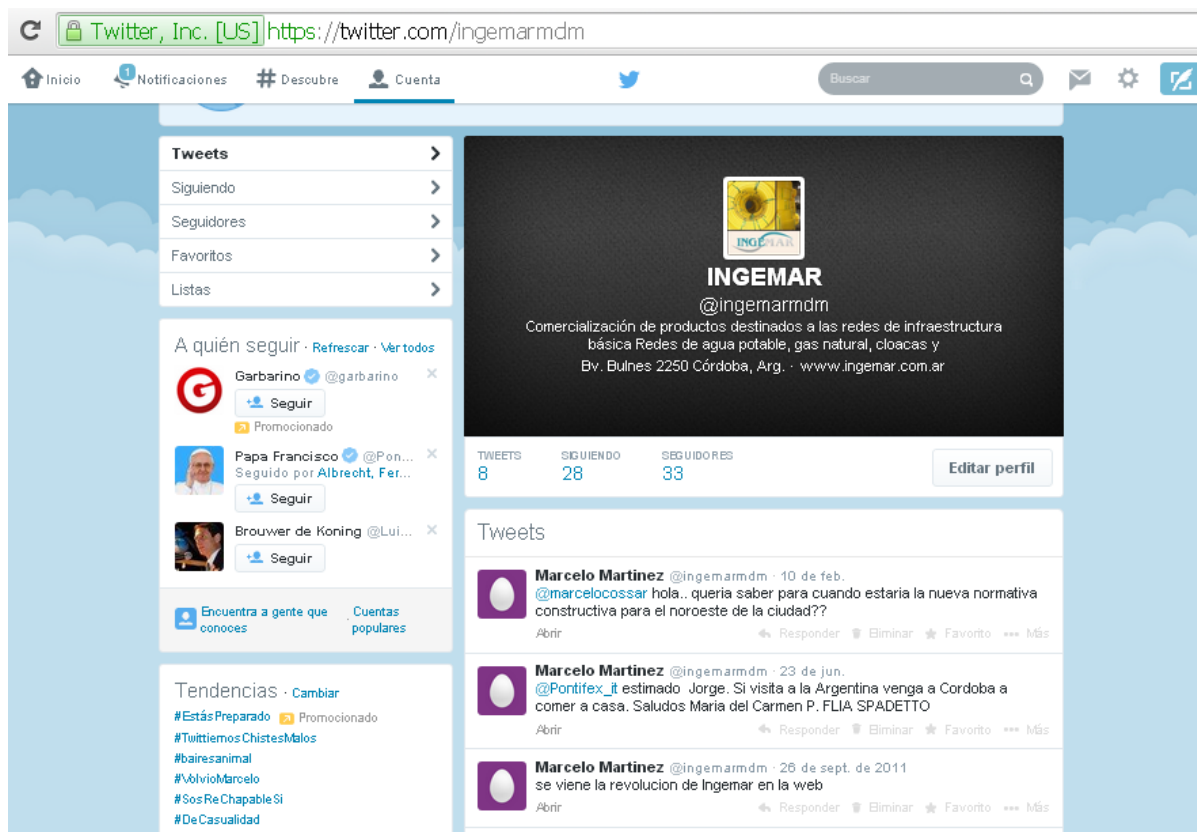 Twitter, Inc. [US] https://twitter.com/ingemarmdm
Inicio
1
Notificaciones
Descubre
Cuenta
Buscar
Tweets
Siguiendo
Seguidores
Favoritos
Listas
A quién seguir · Refrescar · Ver todos
Garbarino @garbarino
Seguir
Promocionado
Papa Francisco @Pon...
Seguido por Albrecht, Fer...
Seguir
Brouwer de Koning @Lui...
Seguir
Encuentra a gente que
conoces
· Cuentas
populares
Tendencias · Cambiar
#EstásPreparado Promocionado
#TwittiemosChistesMalos
#bairesanimal
#VolvioMarcelo
#SosReChapableSi
#DeCasualidad
INGEMAR
INGEMAR
@ingemarmdm
Comercialización de productos destinados a las redes de infraestructura
básica Redes de agua potable, gas natural, cloacas y
Bv. Bulnes 2250 Córdoba, Arg. · www.ingemar.com.ar
TWEETS
8
SIGUIENDO
28
SEGUIDORES
33
Editar perfil
Tweets
Marcelo Martinez @ingemarmdm · 10 de feb.
@marcelocossar hola.. queria saber para cuando estaria la nueva normativa
constructiva para el noroeste de la ciudad??
Abrir Responder Eliminar Favorito Más
Marcelo Martinez @ingemarmdm · 23 de jun.
@Pontifex_it estimado Jorge. Si visita a la Argentina venga a Cordoba a
comer a casa. Saludos Maria del Carmen P. FLIA SPADETTO
Abrir Responder Eliminar Favorito Más
Marcelo Martinez @ingemarmdm · 26 de sept. de 2011
se viene la revolucion de Ingemar en la web
Abrir Responder Eliminar Favorito Más